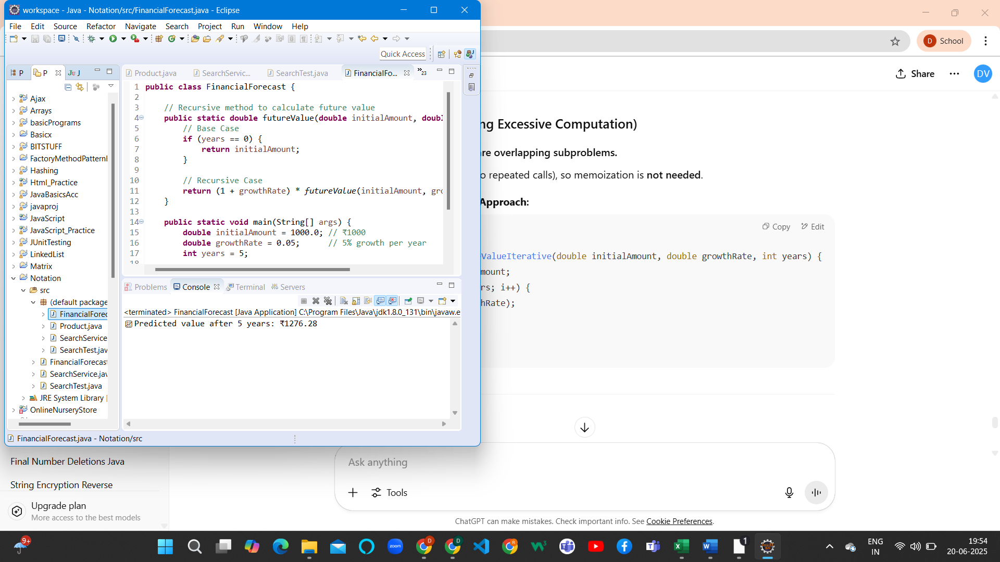 workspace - Java - Notation/src/FinancialForecast.java - Eclipse
File Edit Source Refactor Navigate Search Project Run Window Help
Quick Access
P P Ju J
Ajax
Arrays
basicPrograms
Basicx
BITSTUFF
FactoryMethodPattern
Hashing
Html_Practice
JavaBasicsAcc
javaproj
JavaScript
JavaScript_Practice
JUnitTesting
LinkedList
Matrix
Notation
src
(default package
FinancialForec
Product.java
SearchService
SearchTest.jav
FinancialForecast
SearchService.jav
SearchTest.java
JRE System Library [
OnlineNurseryStore
Product.java SearchServic... SearchTest.java FinancialFo... »23
1 public class FinancialForecast {
2
3 // Recursive method to calculate future value
4 public static double futureValue(double initialAmount, doubl
5 // Base Case
6 if (years == 0) {
7 return initialAmount;
8 }
9
10 // Recursive Case
11 return (1 + growthRate) * futureValue(initialAmount, gro
12 }
13
14 public static void main(String[] args) {
15 double initialAmount = 1000.0; // ₹1000
16 double growthRate = 0.05; // 5% growth per year
17 int years = 5;
18
Problems Console Terminal Servers
<terminated> FinancialForecast [Java Application] C:\Program Files\Java\jdk1.8.0_131\bin\javaw.e
Predicted value after 5 years: ₹1276.28
FinancialForecast.java - Notation/src
School
D
Share
DV
ng Excessive Computation)
re overlapping subproblems.
o repeated calls), so memoization is not needed.
Approach:
Copy Edit
ValueIterative(double initialAmount, double growthRate, int years) {
mount;
rs; i++) {
hRate);
Final Number Deletions Java
String Encryption Reverse
Upgrade plan
More access to the best models
Ask anything
Tools
ChatGPT can make mistakes. Check important info. See Cookie Preferences.
9+
zoom
D
D
R
W3
1
ENG
IN
19:54
20-06-2025